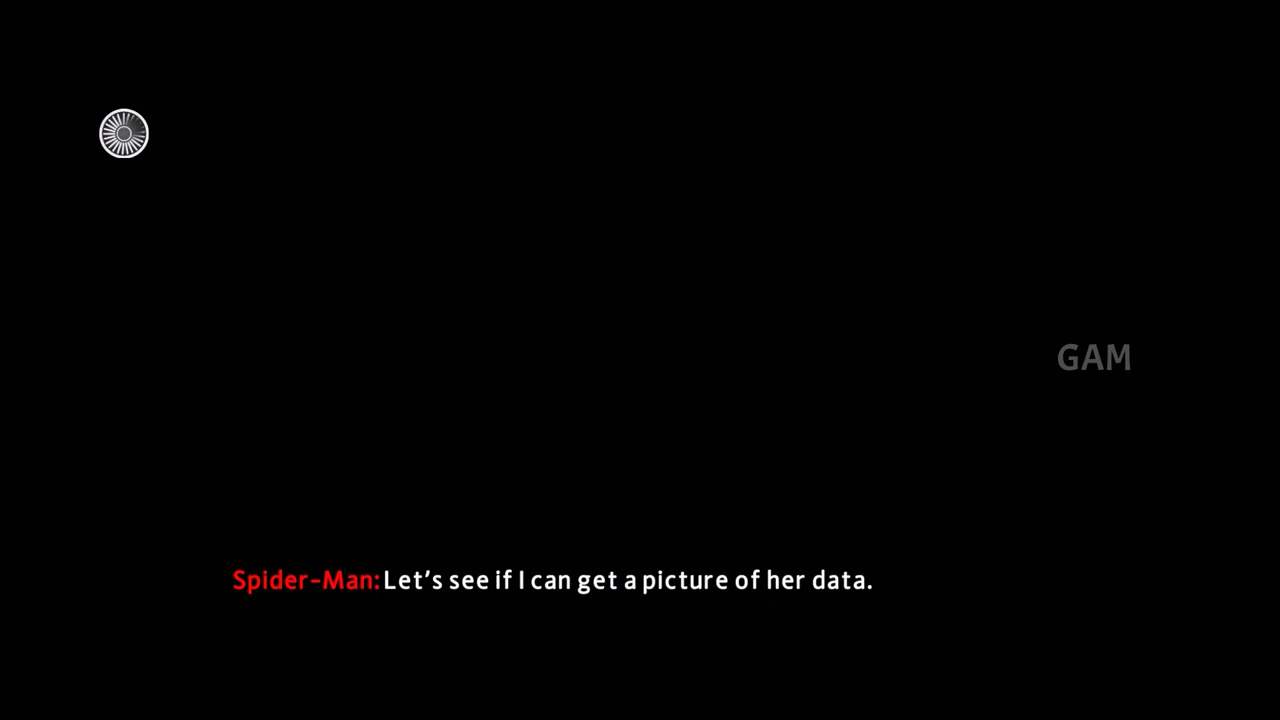 GAM
Spider-Man: Let's see if I can get a picture of her data.